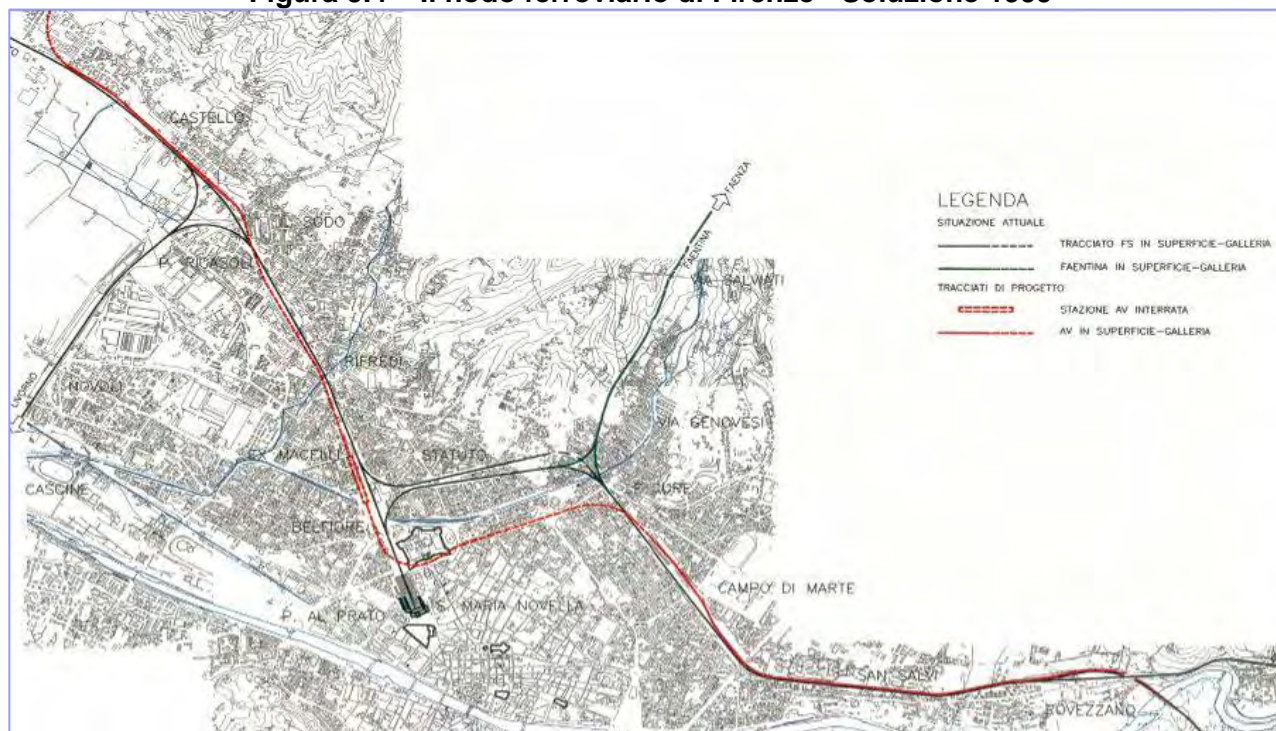 Figura Il nodo ferroviario di Firenze - Soluzione
CASTELLO
IL SODO
P. RICASOLI
FAENZA
FAENTINA
VIA SALVIATI
LEGENDA
SITUAZIONE ATTUALE
TRACCIATO FS IN SUPERFICIE-GALLERIA
FAENTINA IN SUPERFICIE-GALLERIA
TRACCIATI DI PROGETTO
STAZIONE AV INTERRATA
AV IN SUPERFICIE-GALLERIA
RIFREDI
NOVOLI
LIVORNO
VIA GENOVESI
EX MACELLI
STATUTO
CURE
CASCINE
BELFIORE
CAMPO DI MARTE
P. AL PRATO
S. MARIA NOVELLA
SAN SALVI
ROVEZZANO